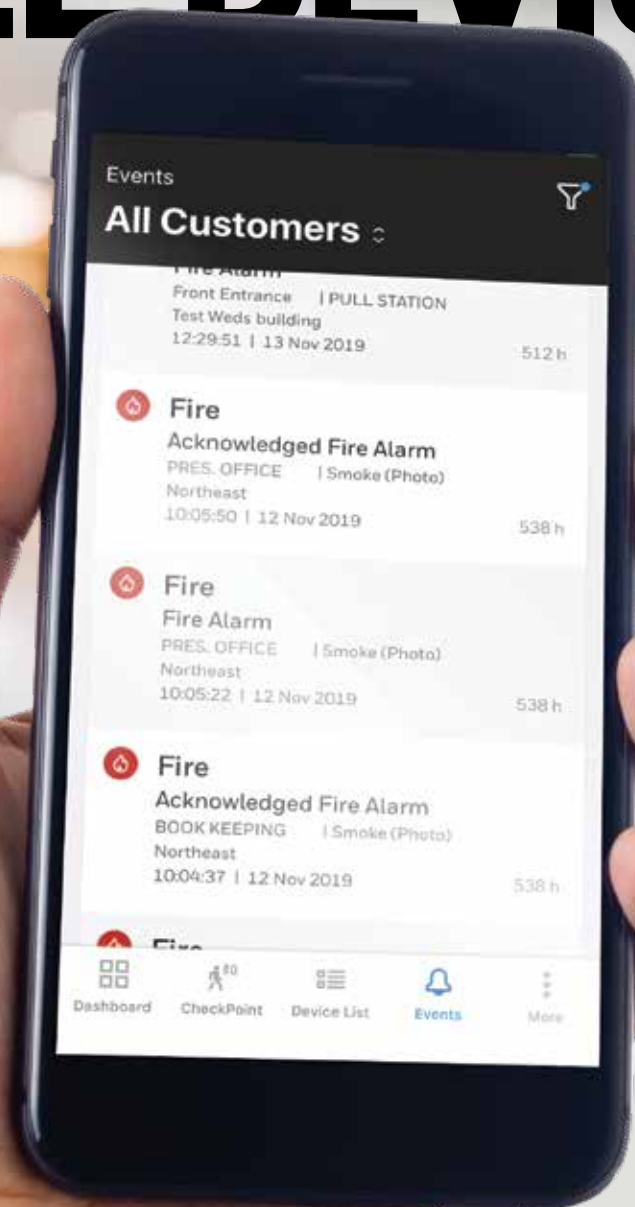 Events
All Customers
Fire Alarm
Front Entrance | PULL STATION
Test Weds building
12:29:51 | 13 Nov 2019
512 h
Fire
Acknowledged Fire Alarm
PRES. OFFICE | Smoke (Photo)
Northeast
10:05:50 | 12 Nov 2019
538 h
Fire
Fire Alarm
PRES. OFFICE | Smoke (Photo)
Northeast
10:05:22 | 12 Nov 2019
538 h
Fire
Acknowledged Fire Alarm
BOOK KEEPING | Smoke (Photo)
Northeast
10:04:37 | 12 Nov 2019
538 h
Fire
Dashboard CheckPoint Device List Events More